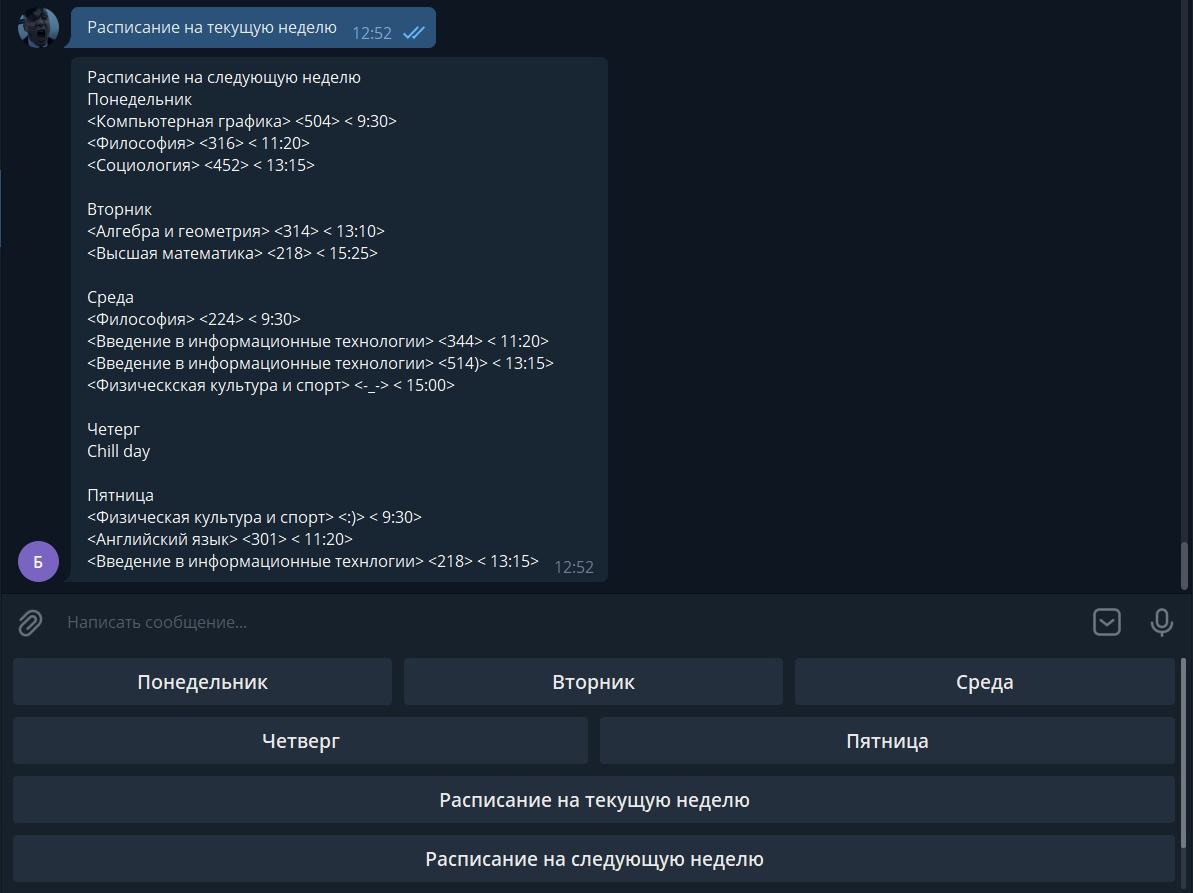 Расписание на текущую неделю 12:52
Расписание на следующую неделю
Понедельник
<Компьютерная графика> <504> < 9:30>
<Философия> <316> < 11:20>
<Социология> <452> < 13:15>
Вторник
<Алгебра и геометрия> <314> < 13:10>
<Высшая математика> <218> < 15:25>
Среда
<Философия> <224> < 9:30>
<Введение в информационные технологии> <344> < 11:20>
<Введение в информационные технологии> <514)> < 13:15>
<Физическская культура и спорт> <-_-> < 15:00>
Четерг
Chill day
Пятница
<Физическая культура и спорт> <:)> < 9:30>
<Английский язык> <301> < 11:20>
<Введение в информационные технлогии> <218> < 13:15> 12:52
Б
Написать сообщение...
Понедельник Вторник Среда
Четверг Пятница
Расписание на текущую неделю
Расписание на следующую неделю